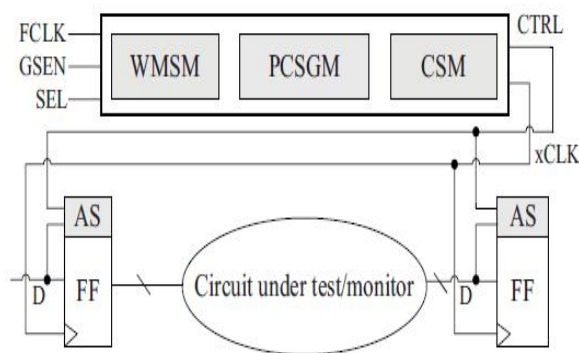 FCLK
GSEN
SEL
WMSM
PCSGM
CSM
CTRL
xCLK
AS
FF
D
Circuit under test/monitor
D
AS
FF